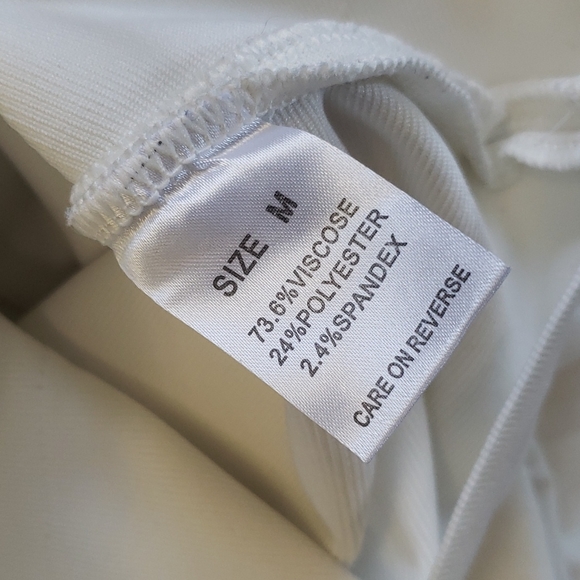 SIZE M
73.6%VISCOSE
24%POLYESTER
2.4%SPANDEX
CARE ON REVERSE